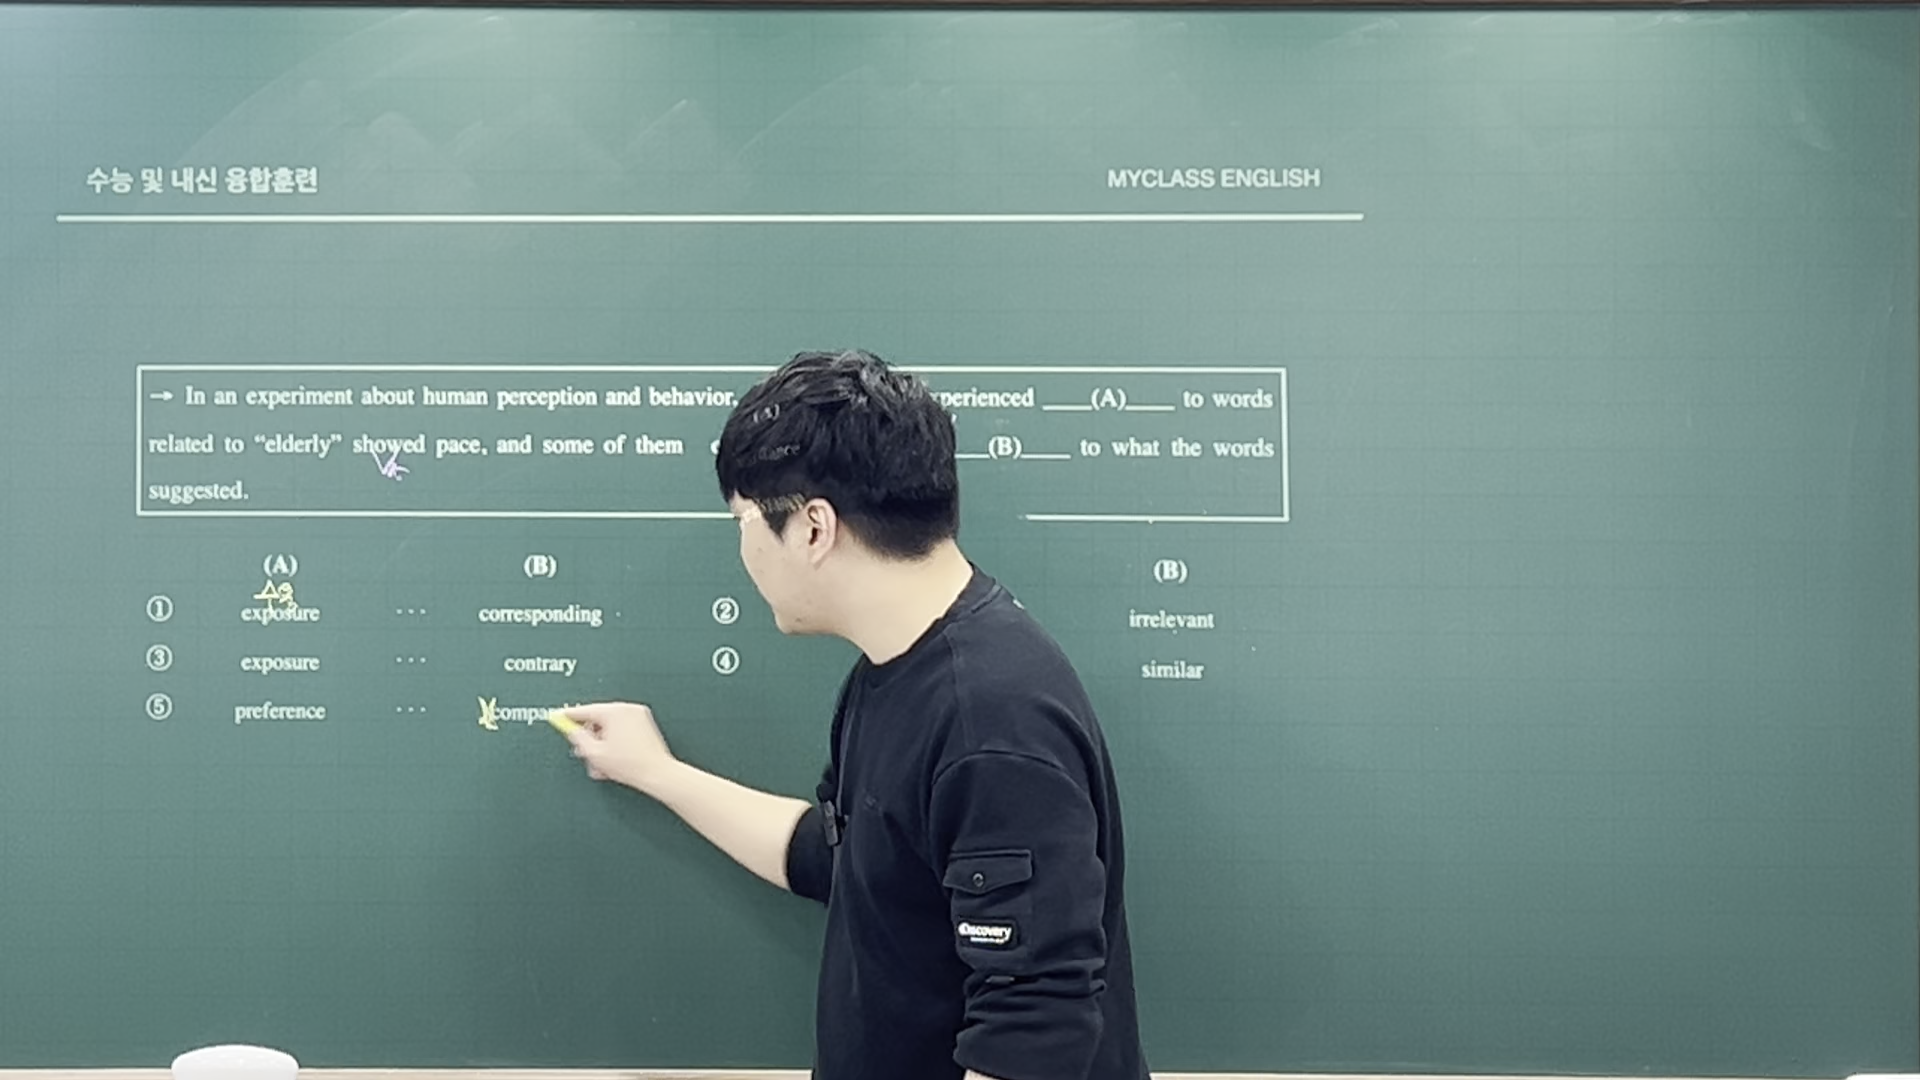 수능 및 내신 융합훈련
MYCLASS ENGLISH
→ In an experiment about human perception and behavior, experienced ____(A)____ to words
related to “elderly” showed pace, and some of them ____(B)____ to what the words
suggested.
(A) (B) (B)
① exposure ··· corresponding ② irrelevant
③ exposure ··· contrary ④ similar
⑤ preference ···
Discovery